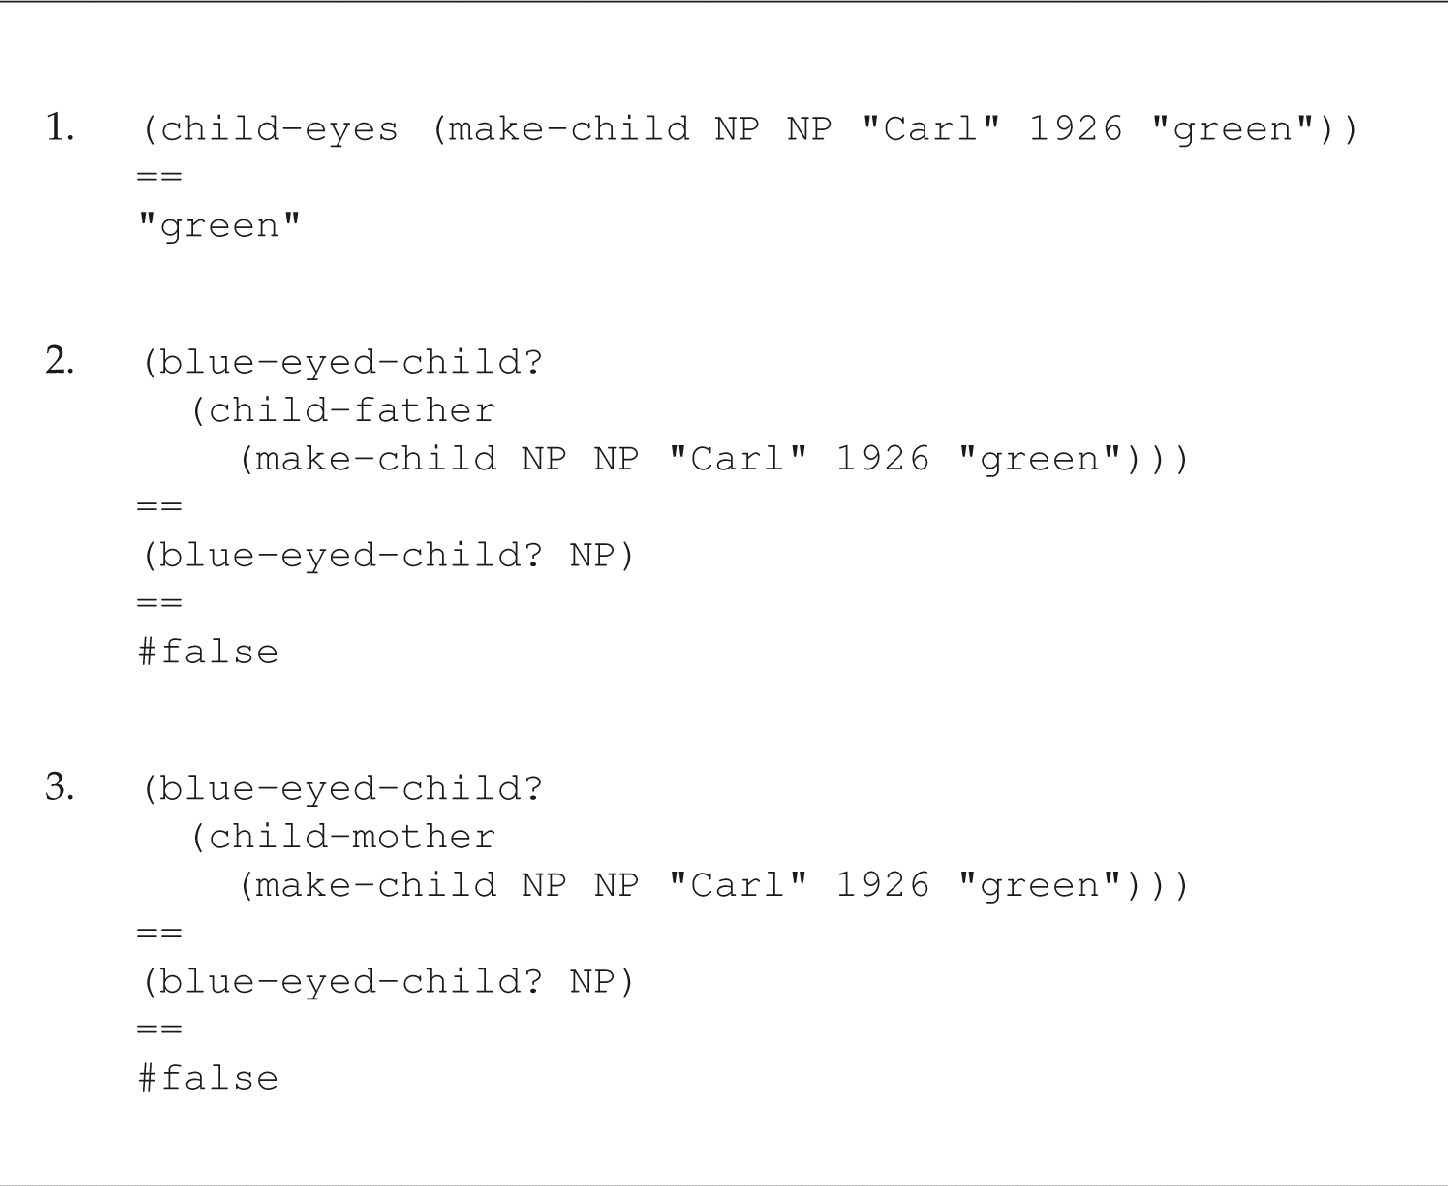 1. (child-eyes (make-child NP NP "Carl" 1926 "green"))
==
"green"
2. (blue-eyed-child?
(child-father
(make-child NP NP "Carl" 1926 "green")))
==
(blue-eyed-child? NP)
==
#false
3. (blue-eyed-child?
(child-mother
(make-child NP NP "Carl" 1926 "green")))
==
(blue-eyed-child? NP)
==
#false